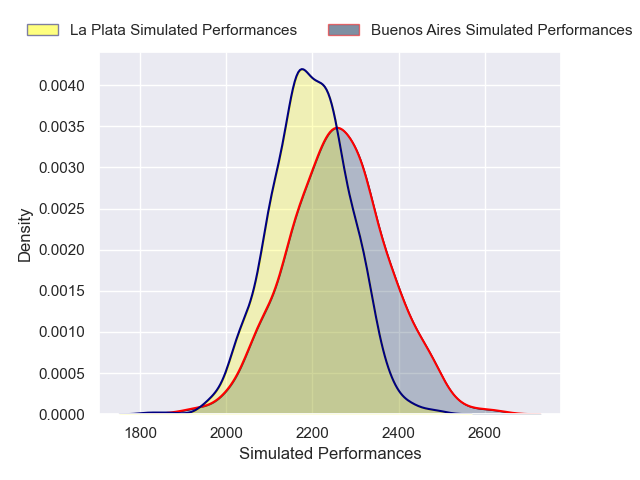 La Plata Simulated Performances
Buenos Aires Simulated Performances
0.0040
0.0035
0.0030
0.0025
0.0020
0.0015
0.0010
0.0005
0.0000
Density
1800 2000 2200 2400 2600
Simulated Performances